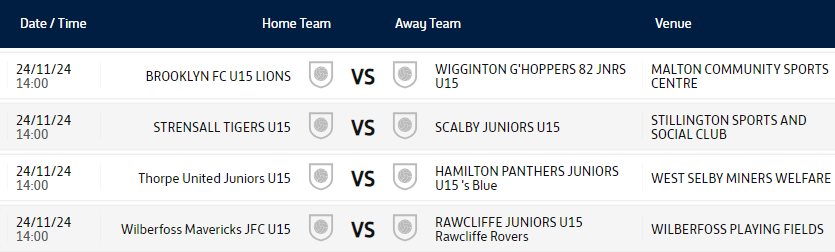 Date / Time Home Team Away Team Venue
24/11/24 BROOKLYN FC U15 LIONS VS WIGGINTON G'HOPPERS 82 JNRS MALTON COMMUNITY SPORTS
14:00 U15 CENTRE
24/11/24 STRENSALL TIGERS U15 VS SCALBY JUNIORS U15 STILLINGTON SPORTS AND
14:00 SOCIAL CLUB
24/11/24 Thorpe United Juniors U15 VS HAMILTON PANTHERS JUNIORS WEST SELBY MINERS WELFARE
14:00 U15 's Blue
24/11/24 Wilberfoss Mavericks JFC U15 VS RAWCLIFFE JUNIORS U15 WILBERFOSS PLAYING FIELDS
14:00 Rawcliffe Rovers